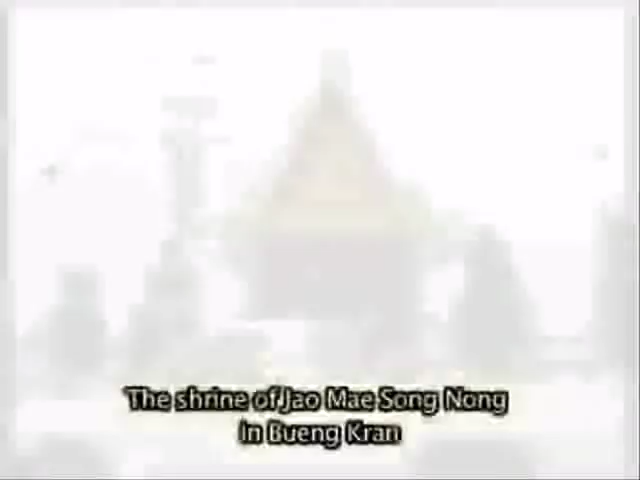 The shrine of Jao Mae Song Nong
in Bueng Kran